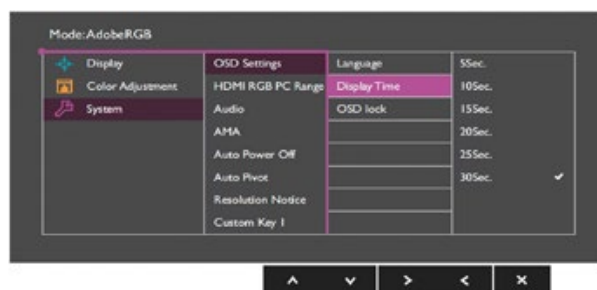 Mode:AdobeRGB
Display
Color Adjustment
System
OSD Settings
HDMI RGB PC Range
Audio
AMA
Auto Power Off
Auto Pivot
Resolution Notice
Custom Key 1
Language
Display Time
OSD lock
5Sec.
10Sec.
15Sec.
20Sec.
25Sec.
30Sec.